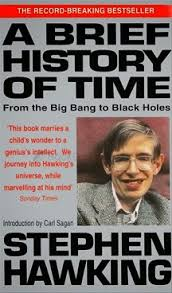 THE RECORD-BREAKING BESTSELLER
A BRIEF
HISTORY OF TIME
From the Big Bang to Black Holes
'This book marries a
child's wonder to a
genius's intellect. We
journey into Hawking's
universe, while
marvelling at his mind'
Sunday Times
Introduction by Carl Sagan
STEPHEN
HAWKING